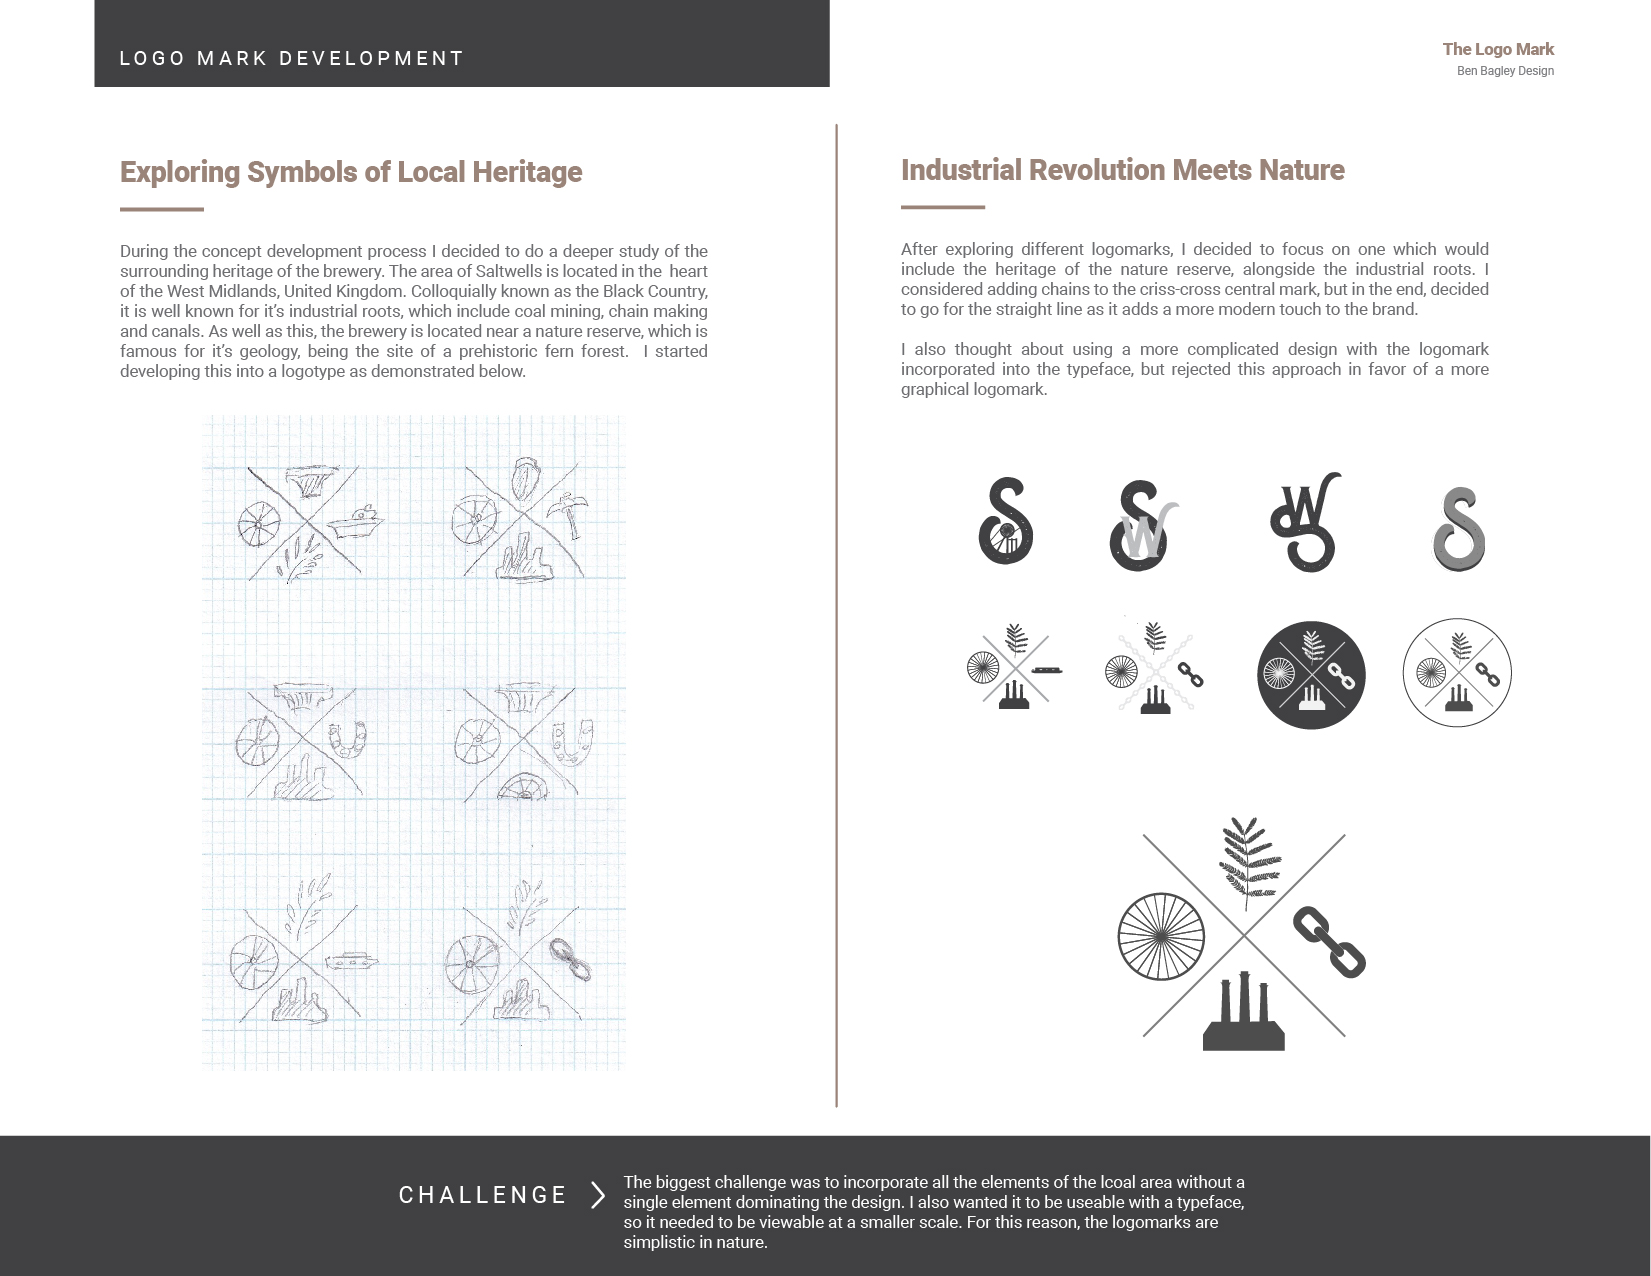 LOGO MARK DEVELOPMENT
The Logo Mark
Ben Bagley Design
Exploring Symbols of Local Heritage
During the concept development process I decided to do a deeper study of the
surrounding heritage of the brewery. The area of Saltwells is located in the heart
of the West Midlands, United Kingdom. Colloquially known as the Black Country,
it is well known for it's industrial roots, which include coal mining, chain making
and canals. As well as this, the brewery is located near a nature reserve, which is
famous for it's geology, being the site of a prehistoric fern forest. I started
developing this into a logotype as demonstrated below.
Industrial Revolution Meets Nature
After exploring different logomarks, I decided to focus on one which would
include the heritage of the nature reserve, alongside the industrial roots. I
considered adding chains to the criss-cross central mark, but in the end, decided
to go for the straight line as it adds a more modern touch to the brand.
I also thought about using a more complicated design with the logomark
incorporated into the typeface, but rejected this approach in favor of a more
graphical logomark.
S
SW
SW
S
CHALLENGE
The biggest challenge was to incorporate all the elements of the lcoal area without a
single element dominating the design. I also wanted it to be useable with a typeface,
so it needed to be viewable at a smaller scale. For this reason, the logomarks are
simplistic in nature.